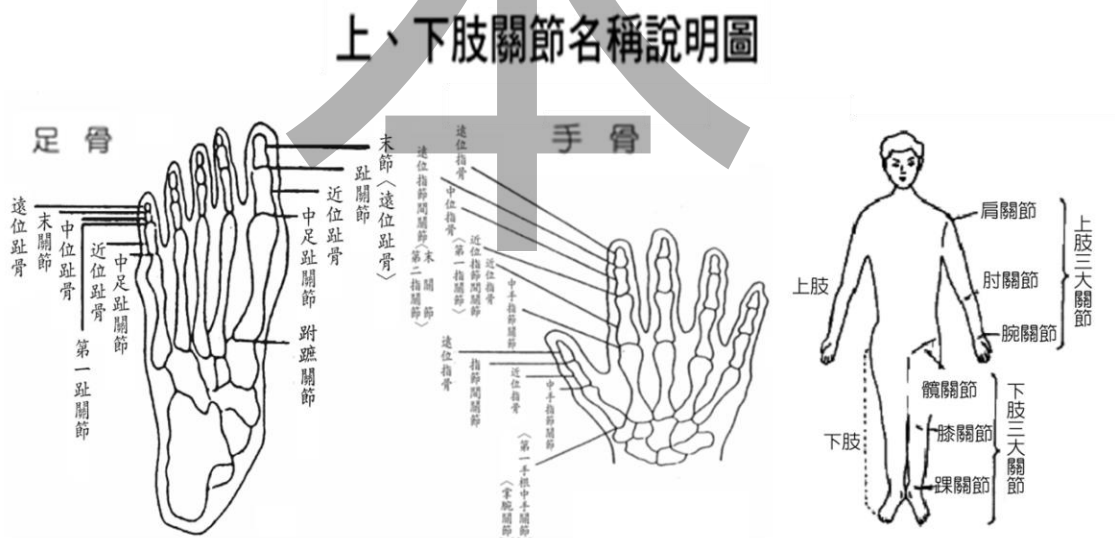 上、下肢關節名稱說明圖
本
足骨
遠位趾骨
末關節
中位趾骨
第一趾關節
近位趾骨
中足趾關節
末節〈遠位趾骨〉
趾關節
近位趾骨
中足趾關節
跗蹠關節
手骨
遠位指骨
遠位指節間關節〈末關節〉〈第二指關節〉
中位指骨
近位指節間關節〈第一指關節〉
近位指骨
中手指節關節
遠位指骨
指節間關節
近位指骨
中手指節關節
〈第一手根中手關節
〈掌腕關節
上肢
肩關節
肘關節
腕關節
上肢三大關節
下肢
髖關節
膝關節
踝關節
下肢三大關節